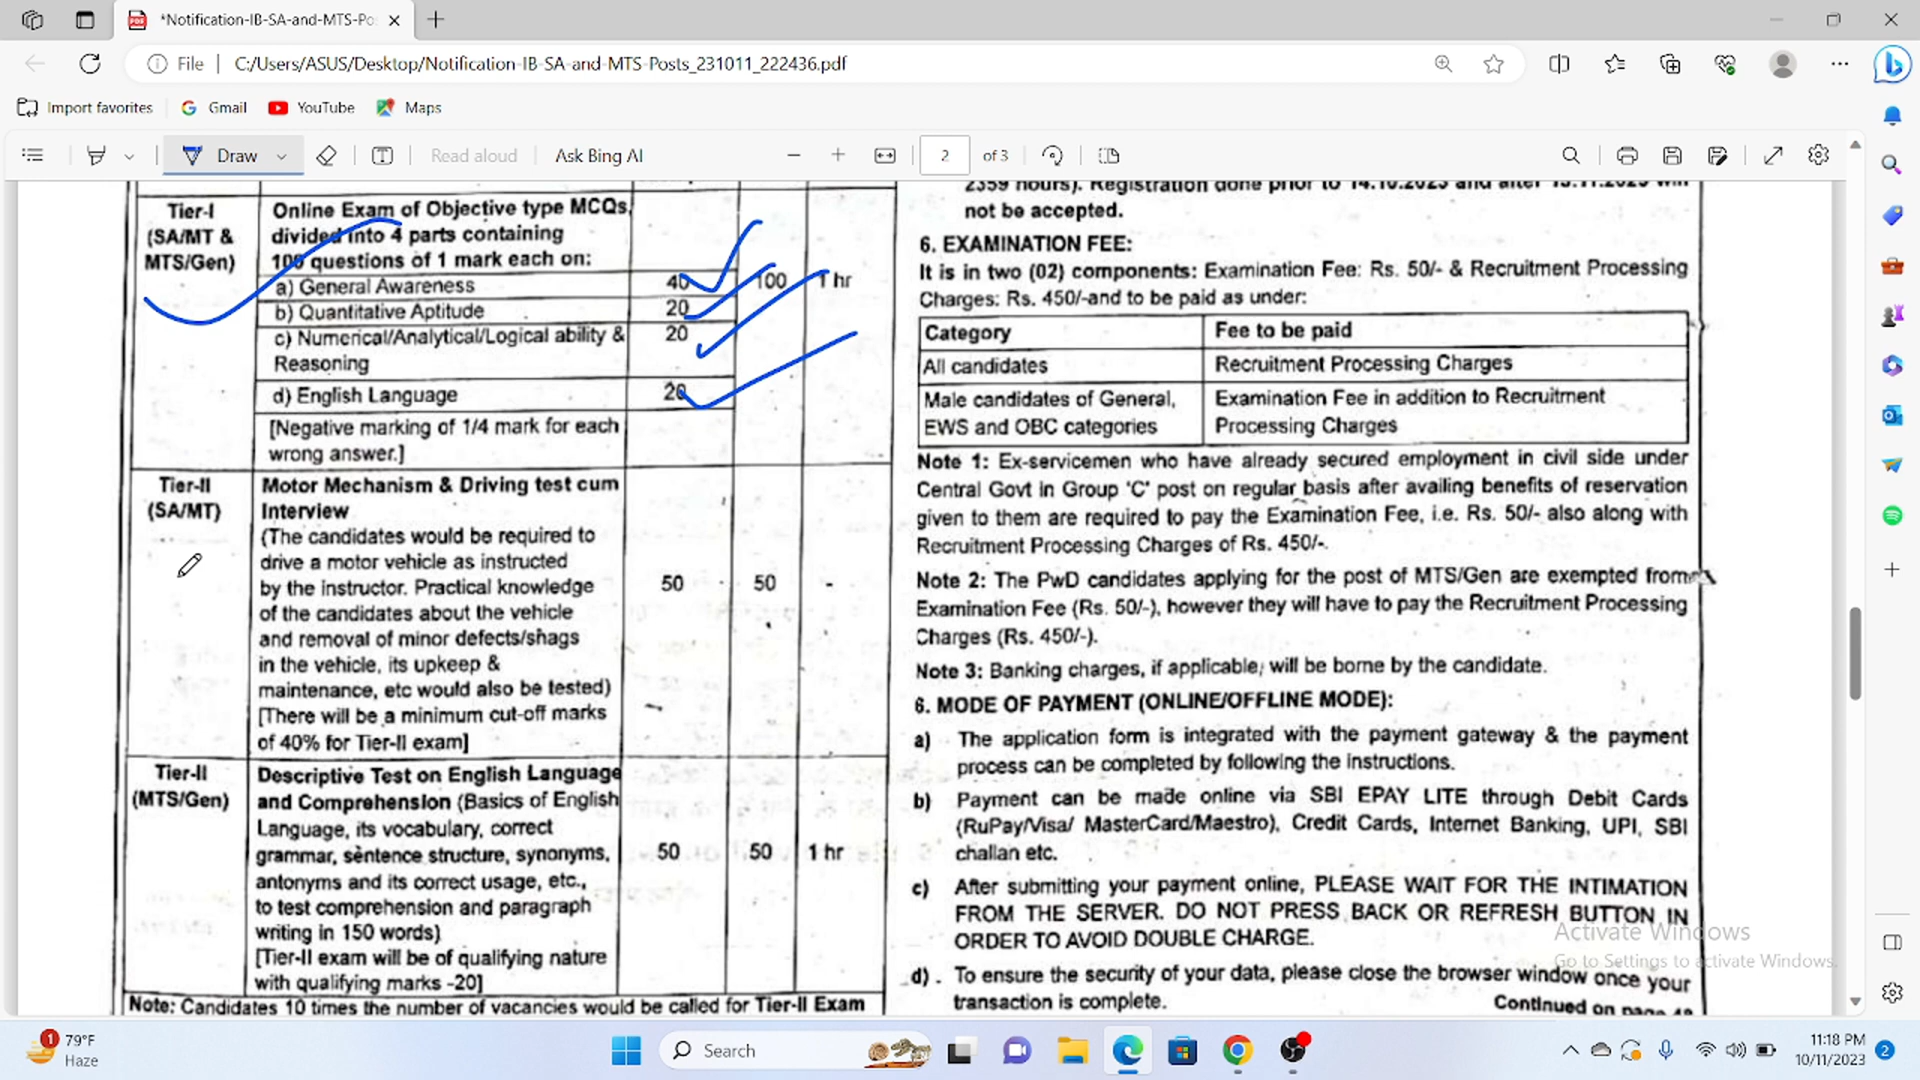 *Notification-IB-SA-and-MTS-Po
File
C:/Users/ASUS/Desktop/Notification-IB-SA-and-MTS-Posts_231011_222436.pdf
Import favorites
Gmail
YouTube
Maps
Draw
Read aloud
Ask Bing AI
2
of 3
Tier-I
(SA/MT &
MTS/Gen)
Online Exam of Objective type MCQs,
divided into 4 parts containing
100 questions of 1 mark each on:
a) General Awareness
40
100
1 hr
b) Quantitative Aptitude
20
c) Numerical/Analytical/Logical ability &
Reasoning
20
d) English Language
20
[Negative marking of 1/4 mark for each
wrong answer.]
Tier-II
(SA/MT)
Motor Mechanism & Driving test cum
Interview
(The candidates would be required to
drive a motor vehicle as instructed
by the instructor. Practical knowledge
of the candidates about the vehicle
and removal of minor defects/shags
in the vehicle, its upkeep &
maintenance, etc would also be tested)
[There will be a minimum cut-off marks
of 40% for Tier-II exam]
50
50
-
Tier-II
(MTS/Gen)
Descriptive Test on English Language
and Comprehension (Basics of English
Language, its vocabulary, correct
grammar, sentence structure, synonyms,
antonyms and its correct usage, etc.,
to test comprehension and paragraph
writing in 150 words)
[Tier-II exam will be of qualifying nature
with qualifying marks -20]
50
50
1 hr
Note: Candidates 10 times the number of vacancies would be called for Tier-II Exam
2359 hours). Registration done prior to 14.10.2023 and after 13.11.2023 will
not be accepted.
6. EXAMINATION FEE:
It is in two (02) components: Examination Fee: Rs. 50/- & Recruitment Processing
Charges: Rs. 450/-and to be paid as under:
Category
Fee to be paid
All candidates
Recruitment Processing Charges
Male candidates of General,
EWS and OBC categories
Examination Fee in addition to Recruitment
Processing Charges
Note 1: Ex-servicemen who have already secured employment in civil side under
Central Govt in Group 'C' post on regular basis after availing benefits of reservation
given to them are required to pay the Examination Fee, i.e. Rs. 50/- also along with
Recruitment Processing Charges of Rs. 450/-.
Note 2: The PwD candidates applying for the post of MTS/Gen are exempted from
Examination Fee (Rs. 50/-), however they will have to pay the Recruitment Processing
Charges (Rs. 450/-).
Note 3: Banking charges, if applicable, will be borne by the candidate.
6. MODE OF PAYMENT (ONLINE/OFFLINE MODE):
a) The application form is integrated with the payment gateway & the payment
process can be completed by following the instructions.
b) Payment can be made online via SBI EPAY LITE through Debit Cards
(RuPay/Visa/ MasterCard/Maestro), Credit Cards, Internet Banking, UPI, SBI
challan etc.
c) After submitting your payment online, PLEASE WAIT FOR THE INTIMATION
FROM THE SERVER. DO NOT PRESS BACK OR REFRESH BUTTON IN
ORDER TO AVOID DOUBLE CHARGE.
d) . To ensure the security of your data, please close the browser window once your
transaction is complete.
Continued on page
Activate Windows
Go to Settings to activate Windows.
1
79°F
Haze
Search
11:18 PM
10/11/2023
2